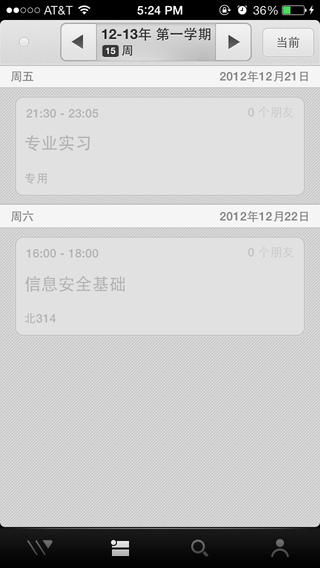 AT&T 5:24 PM 36%
12-13年 第一学期
15 周
当前
周五 2012年12月21日
21:30 - 23:05 0 个朋友
专业实习
专用
周六 2012年12月22日
16:00 - 18:00 0 个朋友
信息安全基础
北314